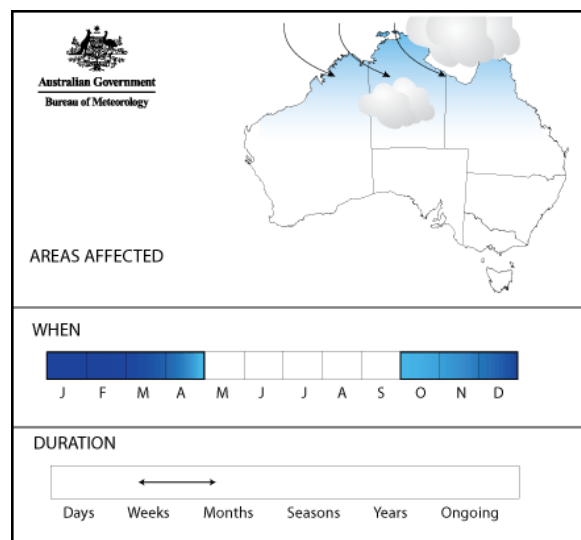 Australian Government
Bureau of Meteorology
AREAS AFFECTED
WHEN
J F M A M J J A S O N D
DURATION
Days Weeks Months Seasons Years Ongoing